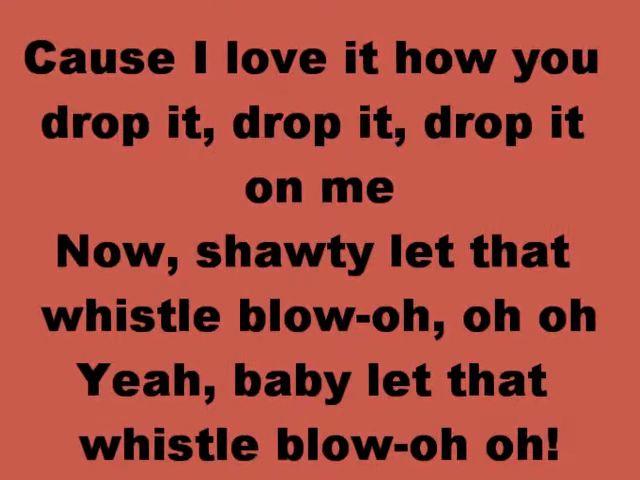 Cause I love it how you
drop it, drop it, drop it
on me
Now, shawty let that
whistle blow-oh, oh oh
Yeah, baby let that
whistle blow-oh oh!